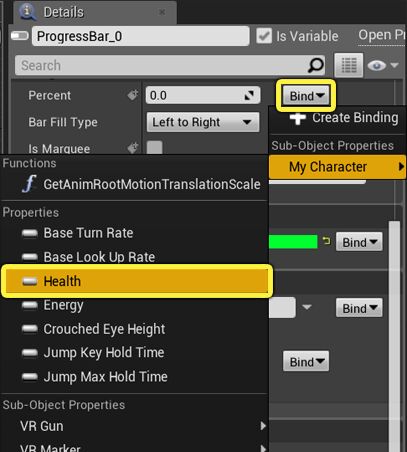 Details
ProgressBar_0
Is Variable
Open
Search
Percent
0.0
Bind
Create Binding
Bar Fill Type
Left to Right
Sub-Object Properties
Is Marquee
My Character
Functions
f GetAnimRootMotionTranslationScale
Properties
Base Turn Rate
Bind
Base Look Up Rate
Health
Energy
Bind
Crouched Eye Height
Jump Key Hold Time
Bind
Jump Max Hold Time
Sub-Object Properties
VR Gun
VR Marker